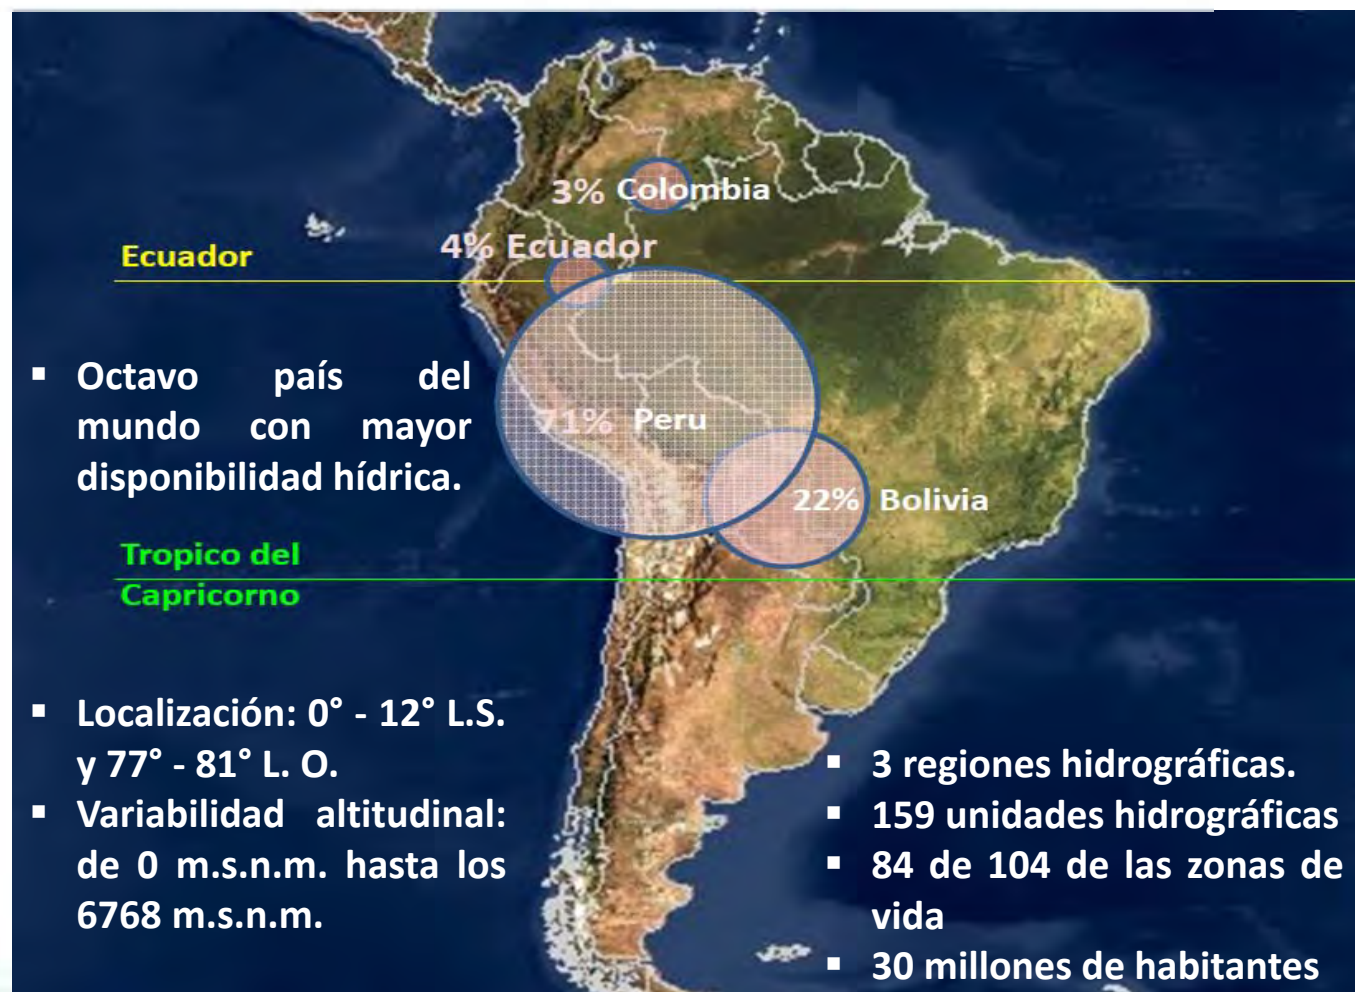 3% Colombia
4% Ecuador
Ecuador
▪ Octavo país del
mundo con mayor
disponibilidad hídrica.
71% Peru
22% Bolivia
Tropico del
Capricorno
▪ Localización: 0° - 12° L.S.
y 77° - 81° L. O.
▪ Variabilidad altitudinal:
de 0 m.s.n.m. hasta los
6768 m.s.n.m.
▪ 3 regiones hidrográficas.
▪ 159 unidades hidrográficas
▪ 84 de 104 de las zonas de
vida
▪ 30 millones de habitantes